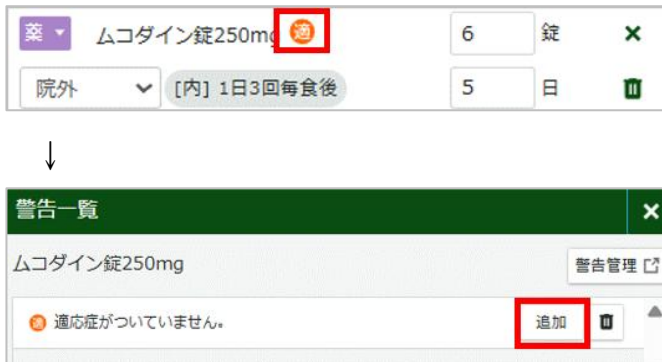 薬 ムコダイン錠250mg 適 6 錠
院外 [内] 1日3回毎食後 5 日
↓
警告一覧
ムコダイン錠250mg 警告管理
適 適応症がついていません。 追加